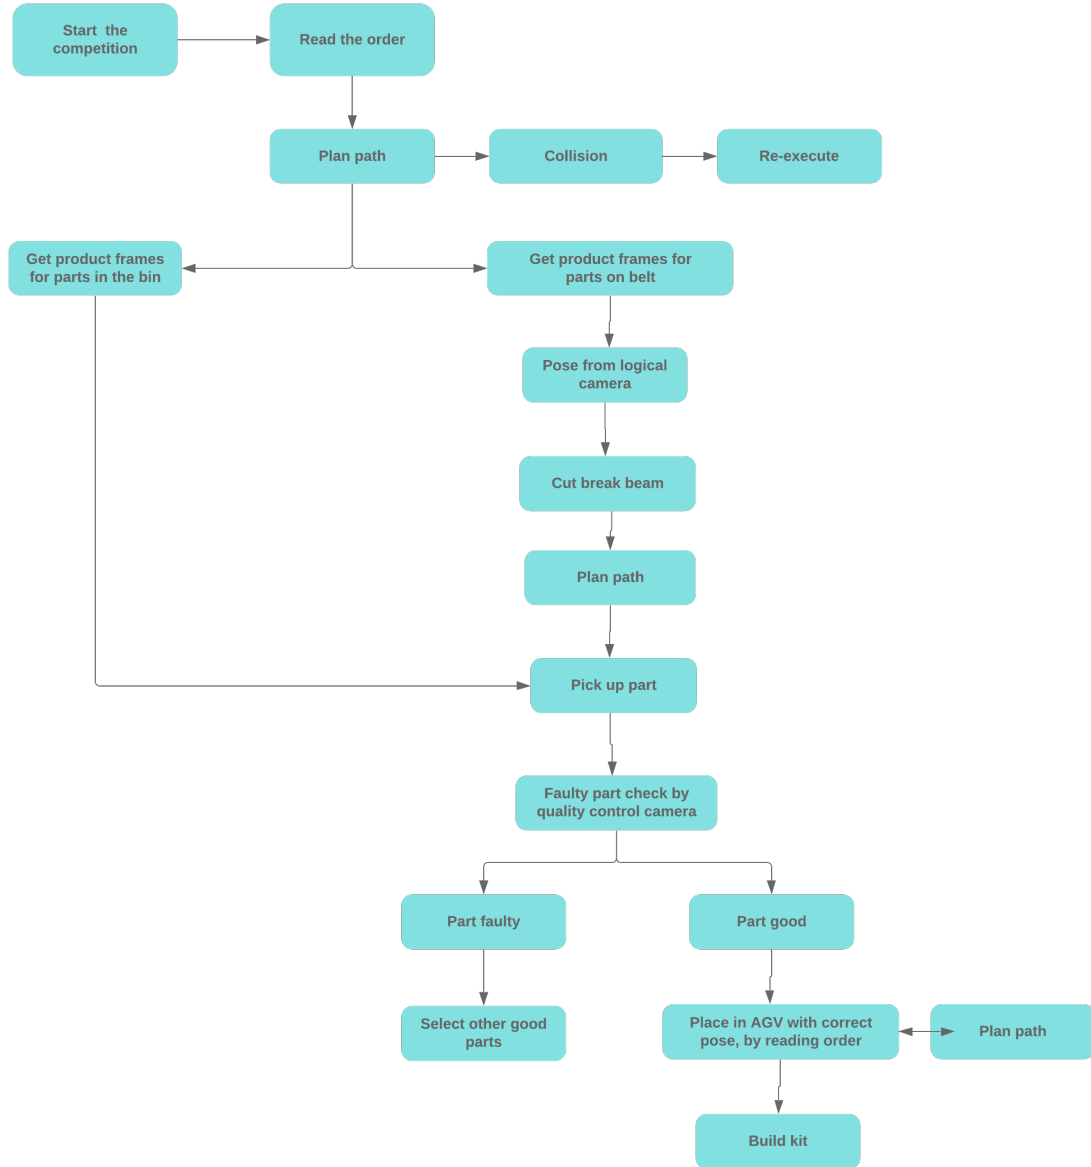 Start the
competition
Read the order
Plan path
Collision
Re-execute
Get product frames
for parts in the bin
Get product frames for
parts on belt
Pose from logical
camera
Cut break beam
Plan path
Pick up part
Faulty part check by
quality control camera
Part faulty
Part good
Select other good
parts
Place in AGV with correct
pose, by reading order
Plan path
Build kit